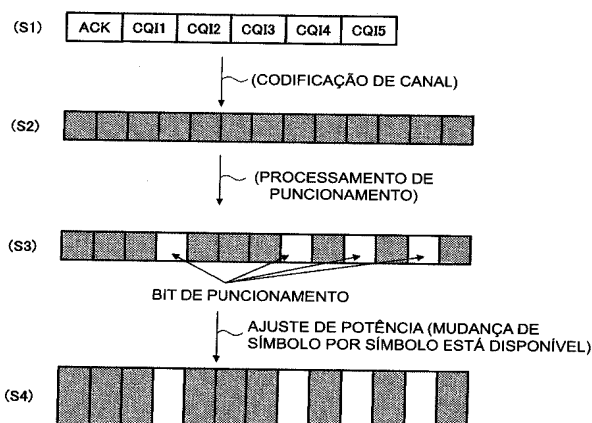 (S1) ACK CQI1 CQI2 CQI3 CQI4 CQI5
(CODIFICAÇÃO DE CANAL)
(S2)
(PROCESSAMENTO DE
PUNCIONAMENTO)
(S3)
BIT DE PUNCIONAMENTO
AJUSTE DE POTÊNCIA (MUDANÇA DE
SÍMBOLO POR SÍMBOLO ESTÁ DISPONÍVEL)
(S4)